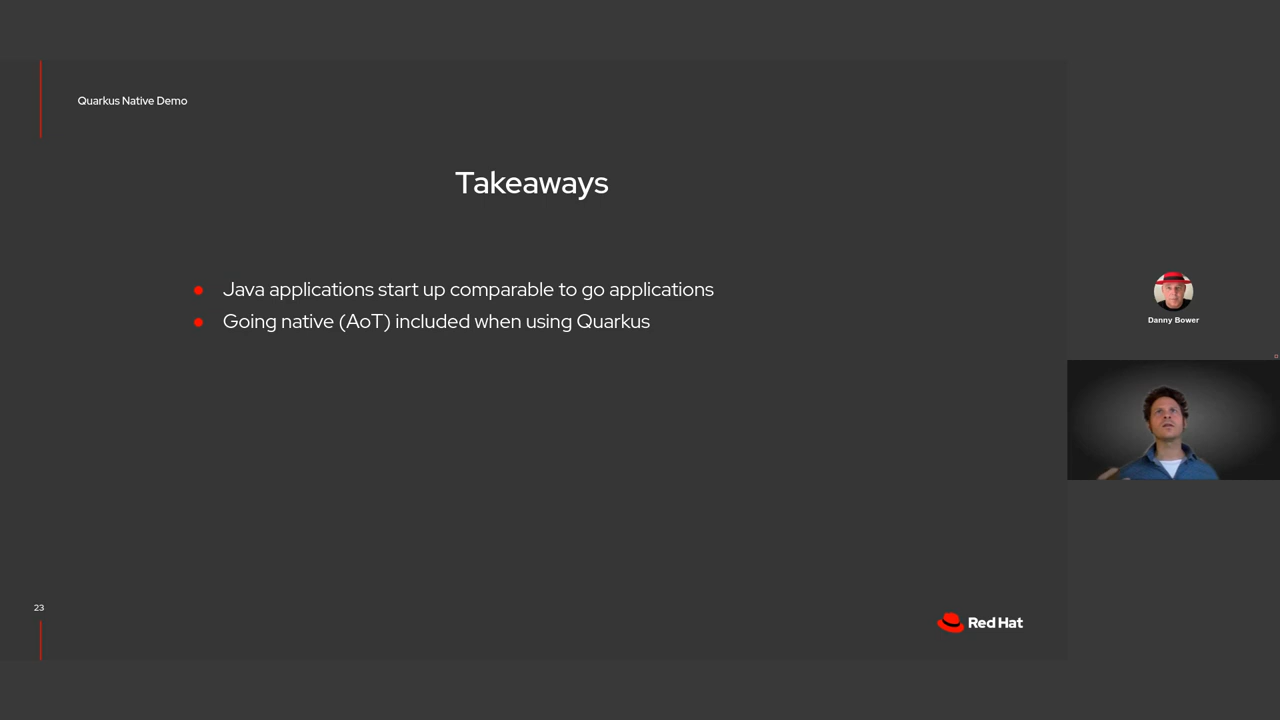 Quarkus Native Demo
Takeaways
Java applications start up comparable to go applications
Going native (AoT) included when using Quarkus
Danny Bower
23
Red Hat